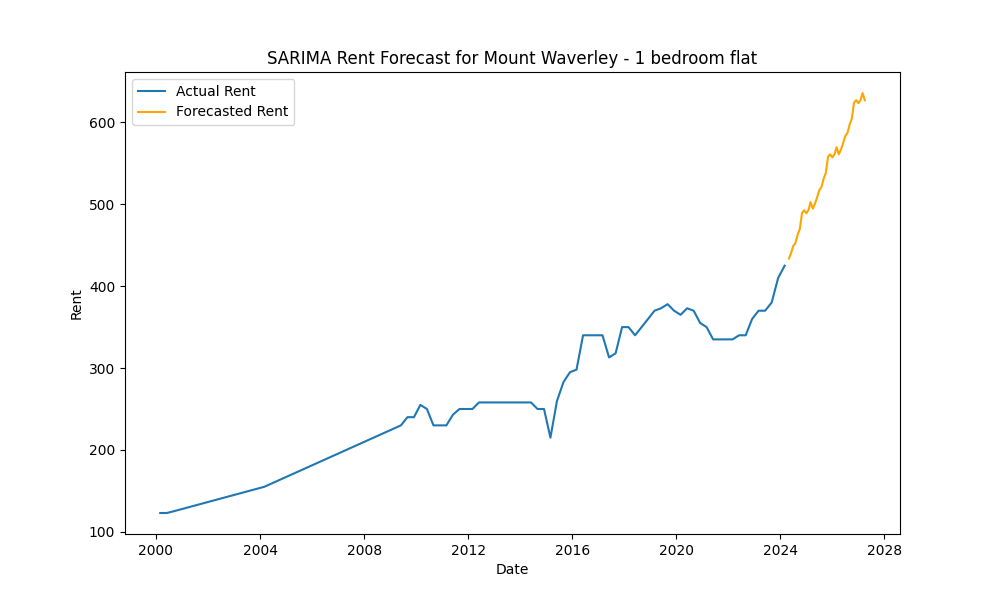 SARIMA Rent Forecast for Mount Waverley - 1 bedroom flat
Actual Rent
Forecasted Rent
600
500
400
300
200
100
Rent
2000 2004 2008 2012 2016 2020 2024 2028
Date